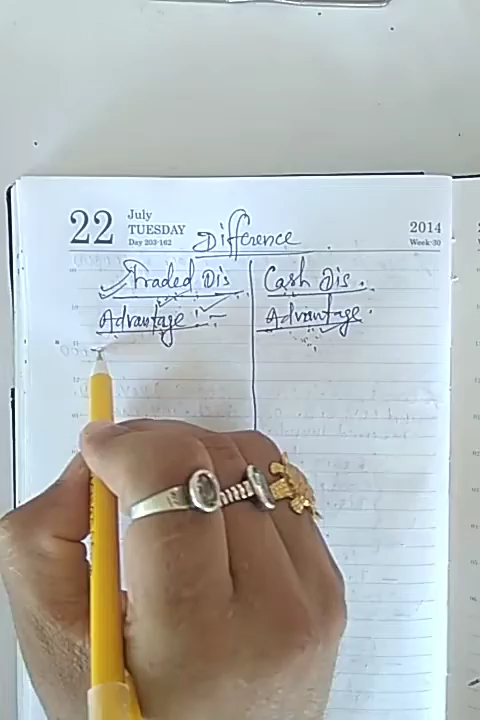 22 July 2014
TUESDAY
Day 203-162 Week-30
Difference
Traded Dis Cash Dis.
Advantage Advantage